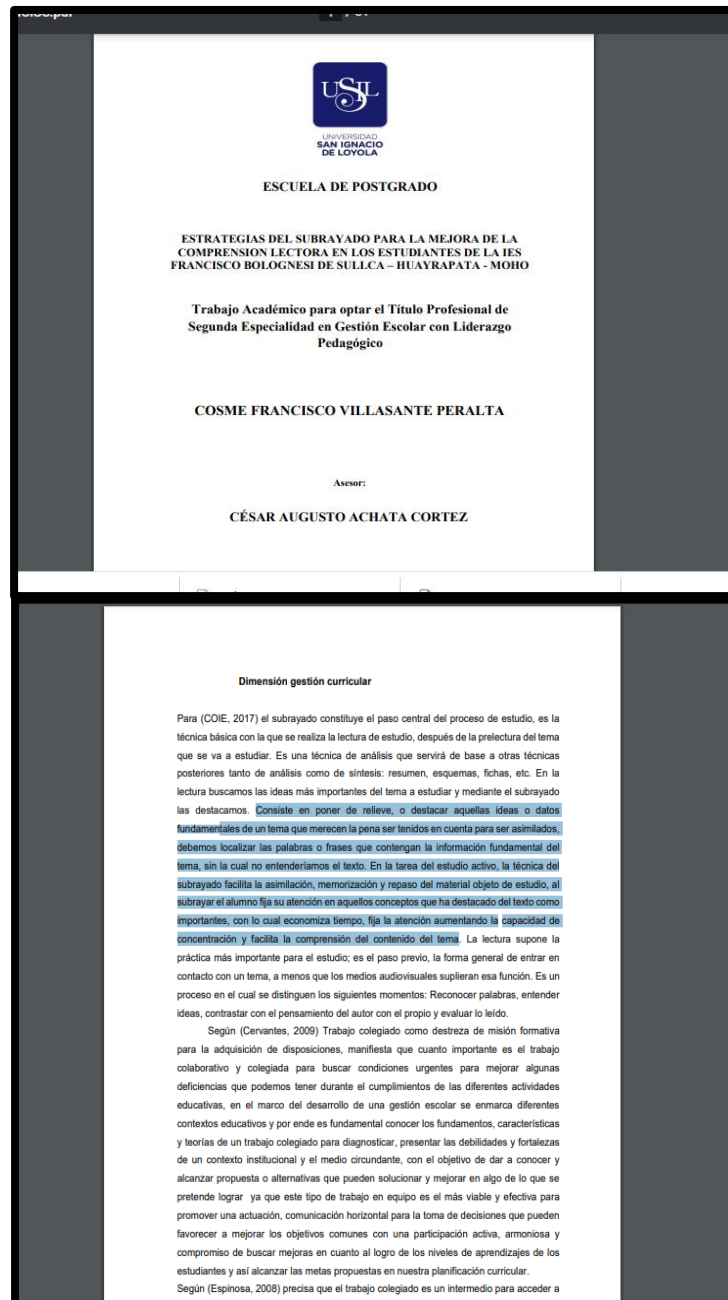 USIL
UNIVERSIDAD
SAN IGNACIO
DE LOYOLA
ESCUELA DE POSTGRADO
ESTRATEGIAS DEL SUBRAYADO PARA LA MEJORA DE LA
COMPRENSION LECTORA EN LOS ESTUDIANTES DE LA IES
FRANCISCO BOLOGNESI DE SULLCA – HUAYRAPATA - MOHO
Trabajo Académico para optar el Título Profesional de
Segunda Especialidad en Gestión Escolar con Liderazgo
Pedagógico
COSME FRANCISCO VILLASANTE PERALTA
Asesor:
CÉSAR AUGUSTO ACHATA CORTEZ
Dimensión gestión curricular
Para (COIE, 2017) el subrayado constituye el paso central del proceso de estudio, es la
técnica básica con la que se realiza la lectura de estudio, después de la prelectura del tema
que se va a estudiar. Es una técnica de análisis que servirá de base a otras técnicas
posteriores tanto de análisis como de síntesis: resumen, esquemas, fichas, etc. En la
lectura buscamos las ideas más importantes del tema a estudiar y mediante el subrayado
las destacamos. Consiste en poner de relieve, o destacar aquellas ideas o datos
fundamentales de un tema que merecen la pena ser tenidos en cuenta para ser asimilados,
debemos localizar las palabras o frases que contengan la información fundamental del
tema, sin la cual no entenderíamos el texto. En la tarea del estudio activo, la técnica del
subrayado facilita la asimilación, memorización y repaso del material objeto de estudio, al
subrayar el alumno fija su atención en aquellos conceptos que ha destacado del texto como
importantes, con lo cual economiza tiempo, fija la atención aumentando la capacidad de
concentración y facilita la comprensión del contenido del tema. La lectura supone la
práctica más importante para el estudio; es el paso previo, la forma general de entrar en
contacto con un tema, a menos que los medios audiovisuales suplieran esa función. Es un
proceso en el cual se distinguen los siguientes momentos: Reconocer palabras, entender
ideas, contrastar con el pensamiento del autor con el propio y evaluar lo leído.
Según (Cervantes, 2009) Trabajo colegiado como destreza de misión formativa
para la adquisición de disposiciones, manifiesta que cuanto importante es el trabajo
colaborativo y colegiada para buscar condiciones urgentes para mejorar algunas
deficiencias que podemos tener durante el cumplimientos de las diferentes actividades
educativas, en el marco del desarrollo de una gestión escolar se enmarca diferentes
contextos educativos y por ende es fundamental conocer los fundamentos, características
y teorías de un trabajo colegiado para diagnosticar, presentar las debilidades y fortalezas
de un contexto institucional y el medio circundante, con el objetivo de dar a conocer y
alcanzar propuesta o alternativas que pueden solucionar y mejorar en algo de lo que se
pretende lograr ya que este tipo de trabajo en equipo es el más viable y efectiva para
promover una actuación, comunicación horizontal para la toma de decisiones que pueden
favorecer a mejorar los objetivos comunes con una participación activa, armoniosa y
compromiso de buscar mejoras en cuanto al logro de los niveles de aprendizajes de los
estudiantes y así alcanzar las metas propuestas en nuestra planificación curricular.
Según (Espinosa, 2008) precisa que el trabajo colegiado es un intermedio para acceder a